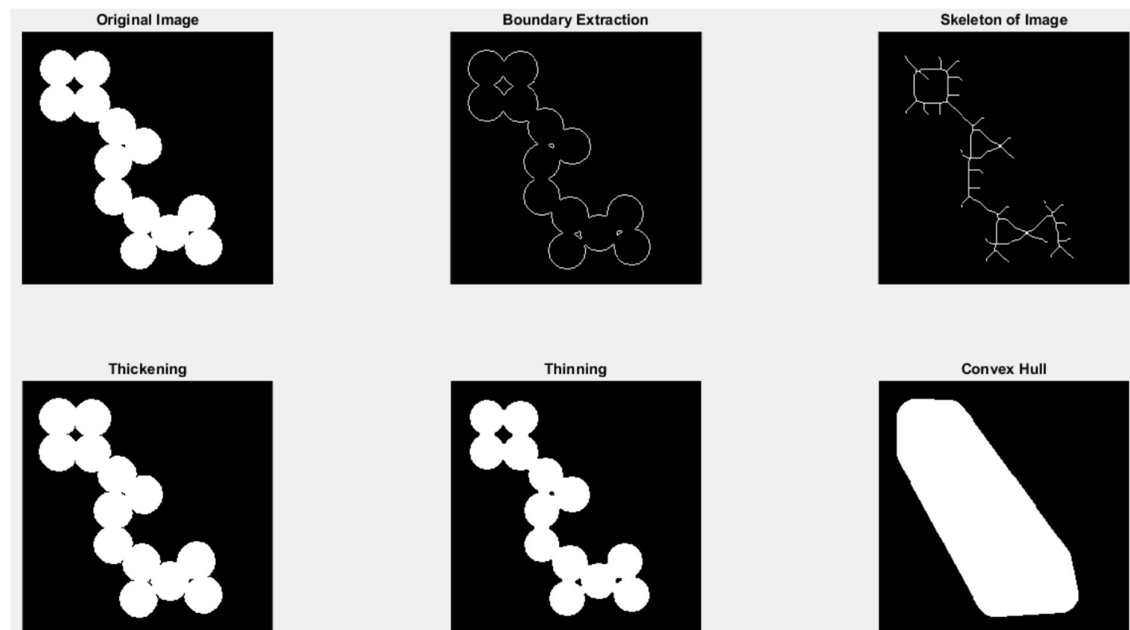 Original Image
Boundary Extraction
Skeleton of Image
Thickening
Thinning
Convex Hull